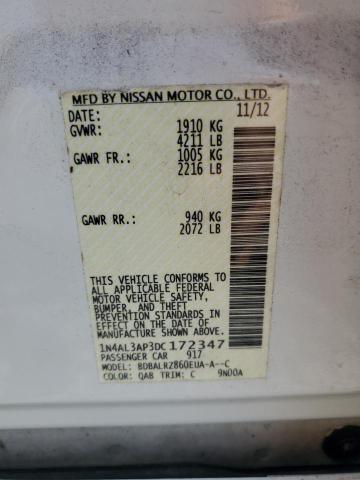 MFD BY NISSAN MOTOR CO., LTD.
DATE: 11/12
GVWR: 1910 KG
4211 LB
GAWR FR.: 1005 KG
2216 LB
GAWR RR.: 940 KG
2072 LB
THIS VEHICLE CONFORMS TO
ALL APPLICABLE FEDERAL
MOTOR VEHICLE SAFETY,
BUMPER, AND THEFT
PREVENTION STANDARDS IN
EFFECT ON THE DATE OF
MANUFACTURE SHOWN ABOVE.
1N4AL3AP3DC172347
PASSENGER CAR 917
MODEL: BDBALRZ860EUA-A--C
COLOR: QAB TRIM: C 9N00A